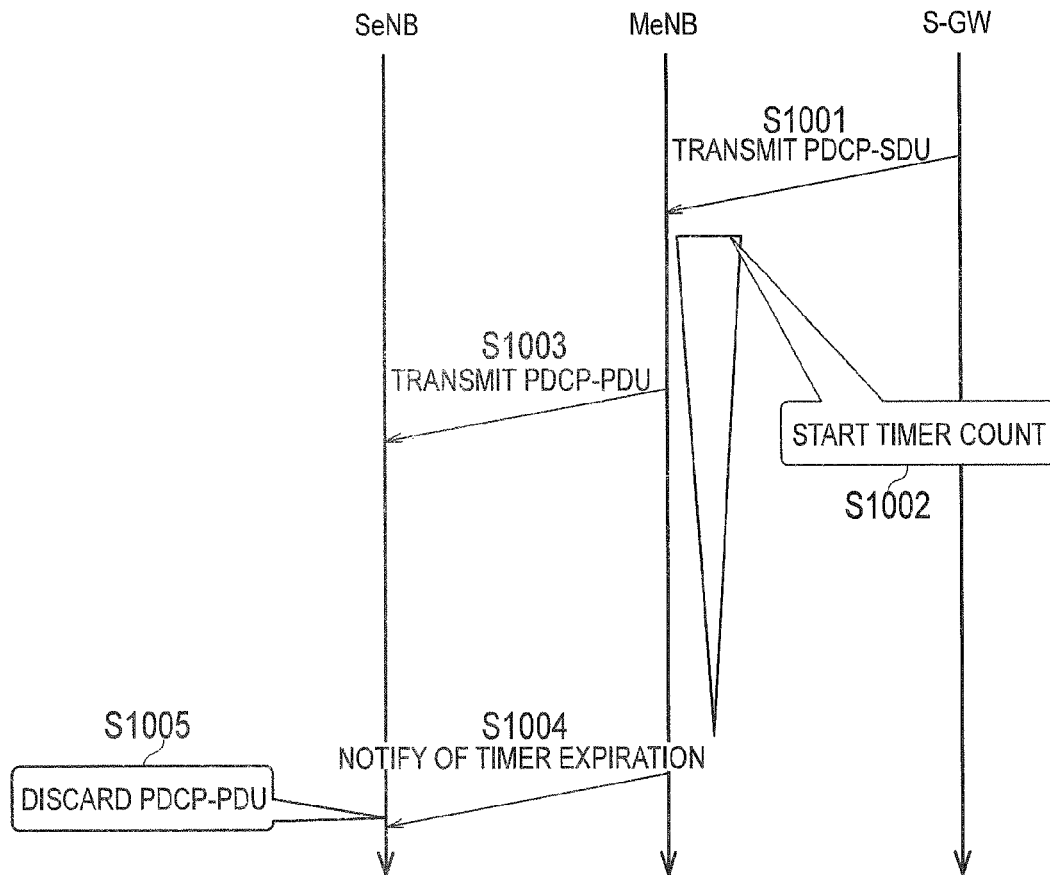 SeNB
MeNB
S-GW
S1001
TRANSMIT PDCP-SDU
S1003
TRANSMIT PDCP-PDU
START TIMER COUNT
S1002
S1004
NOTIFY OF TIMER EXPIRATION
S1005
DISCARD PDCP-PDU